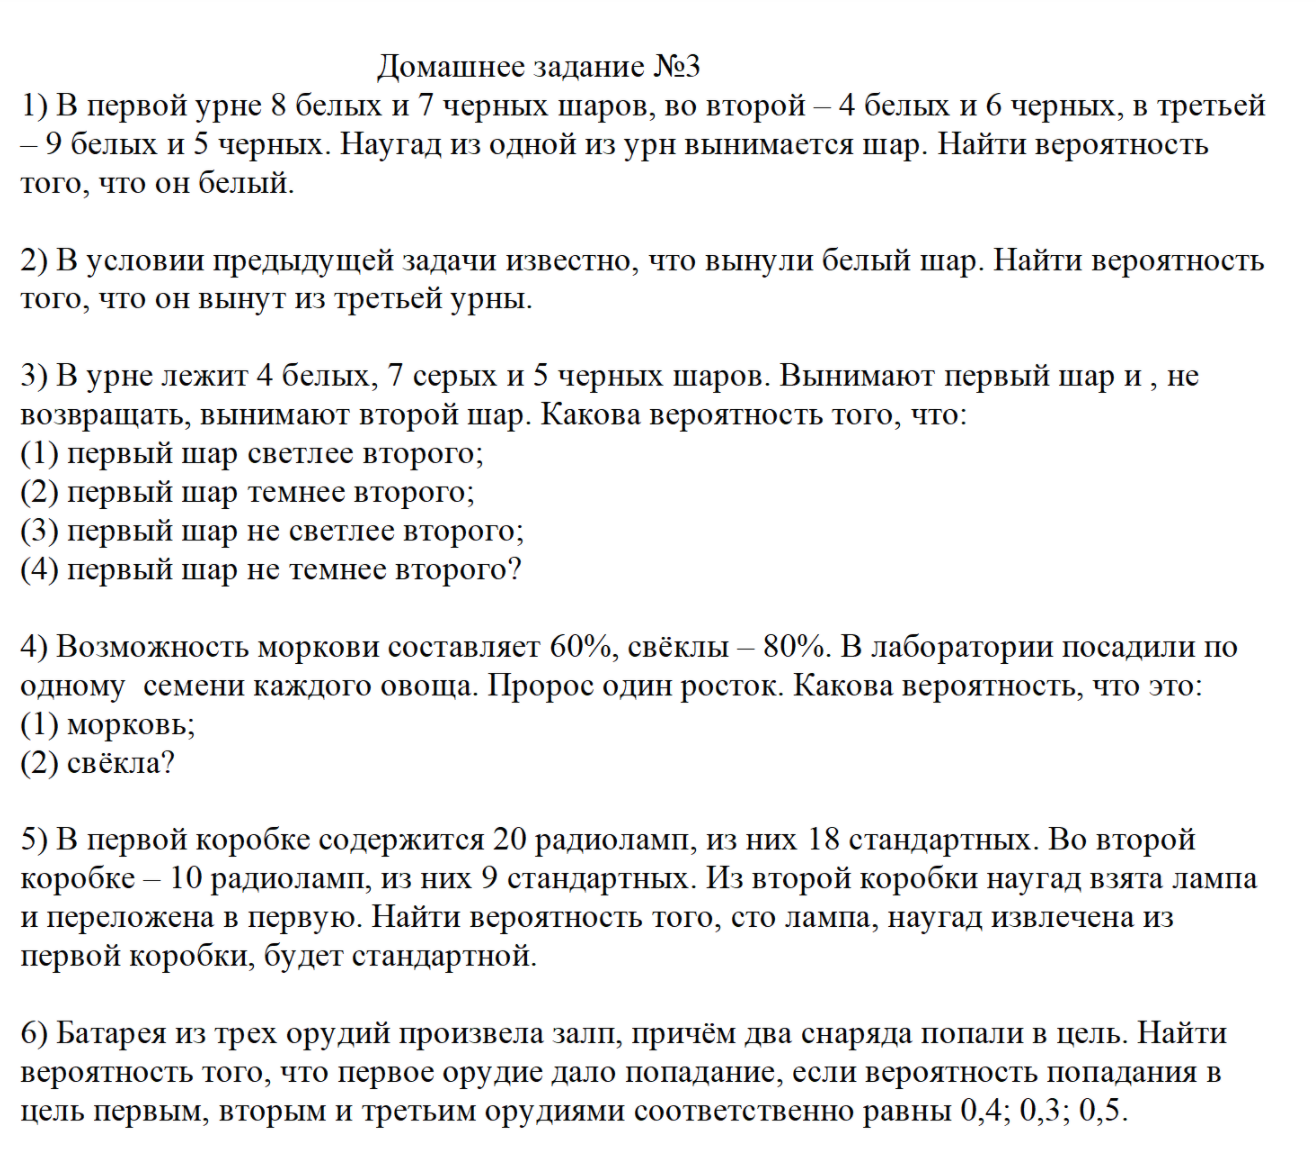 Домашнее задание №3
1) В первой урне 8 белых и 7 черных шаров, во второй – 4 белых и 6 черных, в третьей
– 9 белых и 5 черных. Наугад из одной из урн вынимается шар. Найти вероятность
того, что он белый.
2) В условии предыдущей задачи известно, что вынули белый шар. Найти вероятность
того, что он вынут из третьей урны.
3) В урне лежит 4 белых, 7 серых и 5 черных шаров. Вынимают первый шар и , не
возвращать, вынимают второй шар. Какова вероятность того, что:
(1) первый шар светлее второго;
(2) первый шар темнее второго;
(3) первый шар не светлее второго;
(4) первый шар не темнее второго?
4) Возможность моркови составляет 60%, свёклы – 80%. В лаборатории посадили по
одному  семени каждого овоща. Пророс один росток. Какова вероятность, что это:
(1) морковь;
(2) свёкла?
5) В первой коробке содержится 20 радиоламп, из них 18 стандартных. Во второй
коробке – 10 радиоламп, из них 9 стандартных. Из второй коробки наугад взята лампа
и переложена в первую. Найти вероятность того, сто лампа, наугад извлечена из
первой коробки, будет стандартной.
6) Батарея из трех орудий произвела залп, причём два снаряда попали в цель. Найти
вероятность того, что первое орудие дало попадание, если вероятность попадания в
цель первым, вторым и третьим орудиями соответственно равны 0,4; 0,3; 0,5.